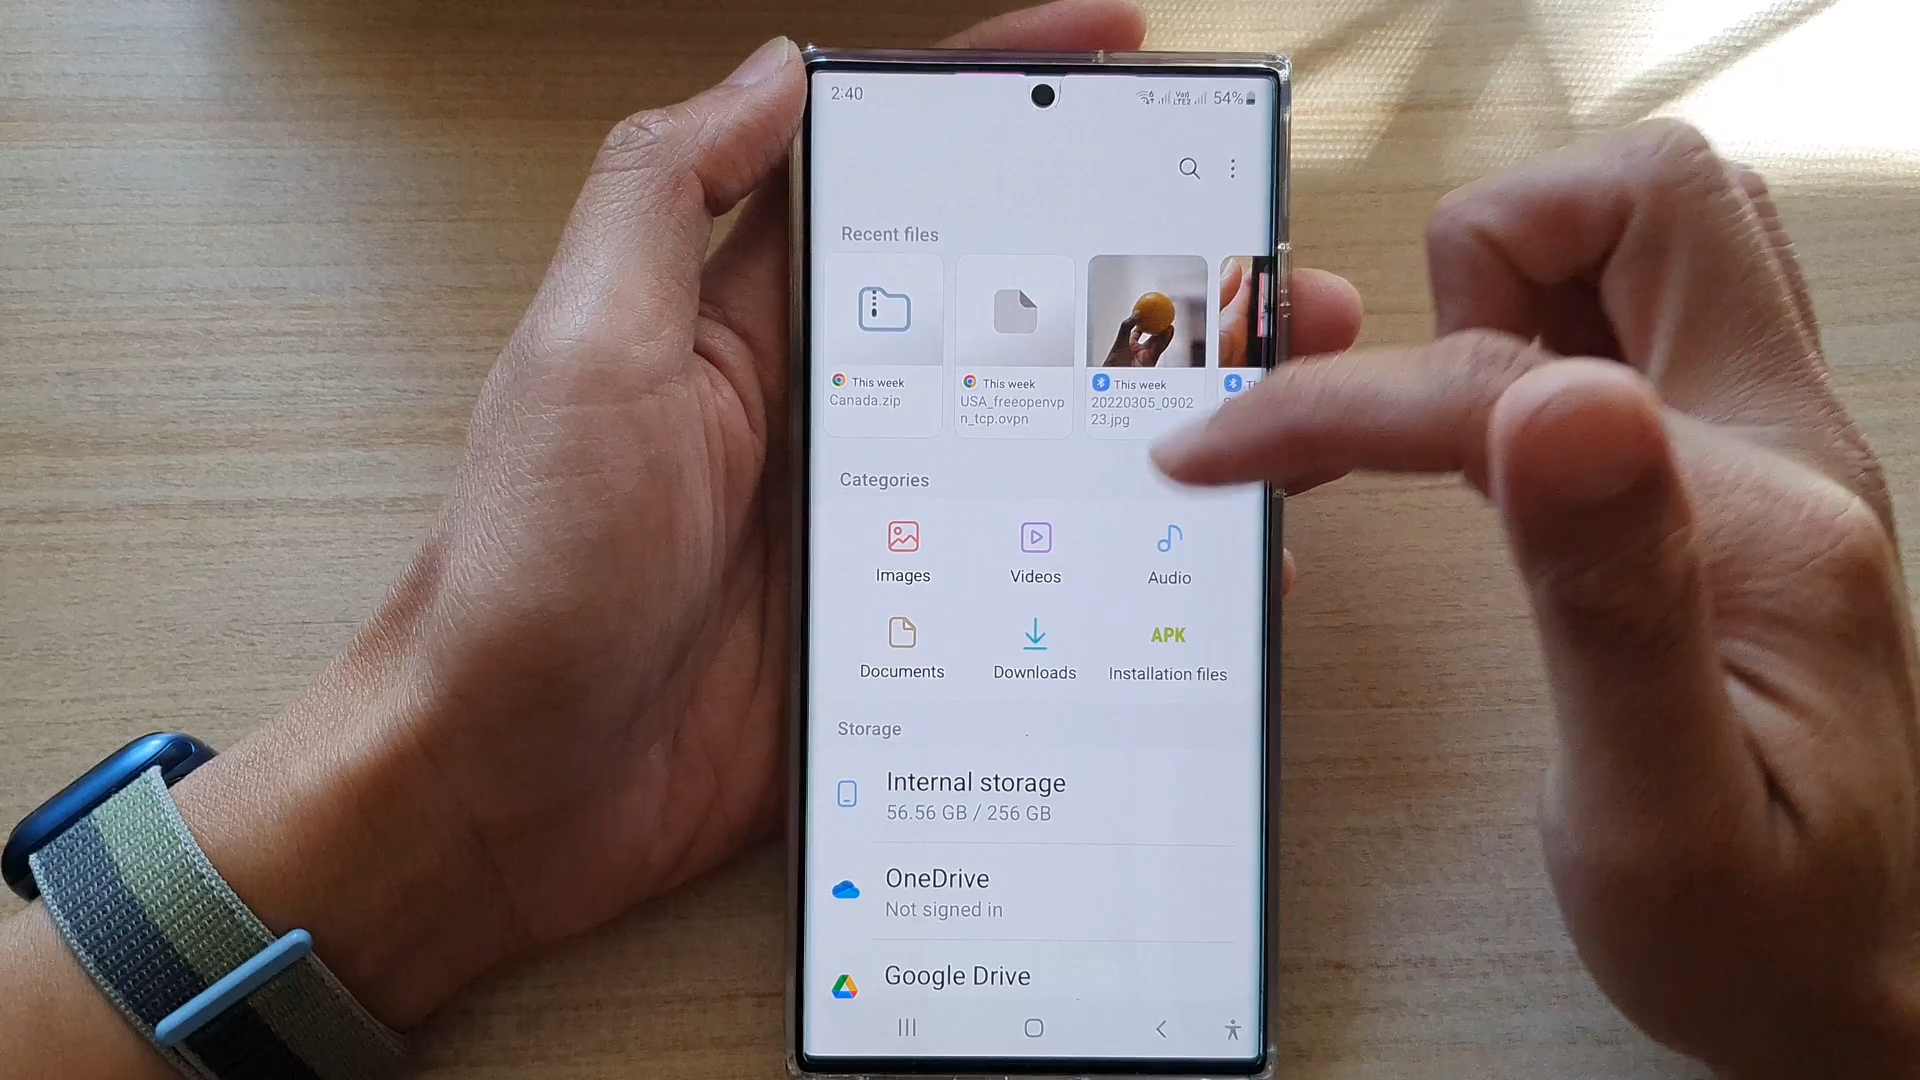 2:40
Vo)
LTE2
54%
Recent files
This week
Canada.zip
This week
USA_freeopenvp
n_tcp.ovpn
This week
20220305_0902
23.jpg
Categories
Images
Videos
Audio
Documents
Downloads
APK
Installation files
Storage
Internal storage
56.56 GB / 256 GB
OneDrive
Not signed in
Google Drive